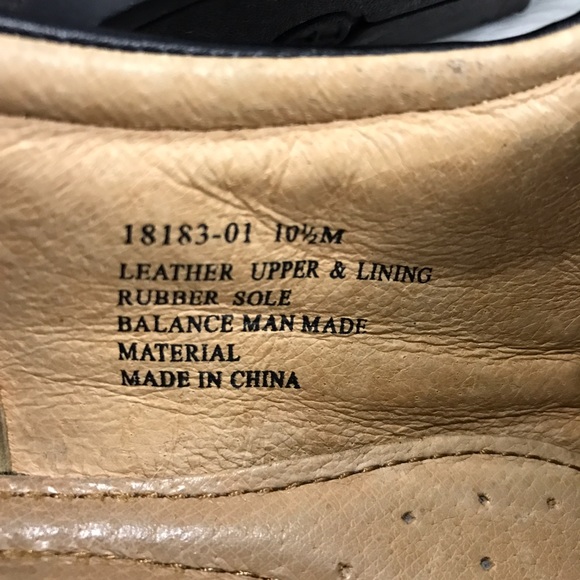 18183-01 10½M
LEATHER UPPER & LINING
RUBBER SOLE
BALANCE MAN MADE
MATERIAL
MADE IN CHINA